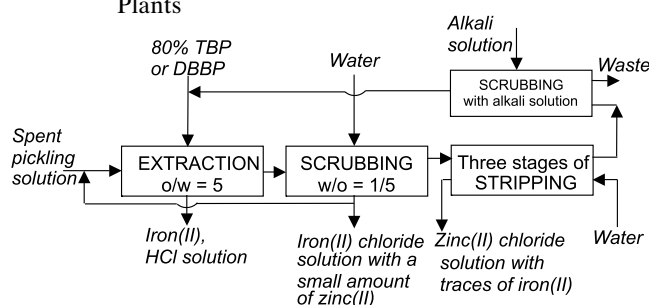 Plants
Alkali
solution
80% TBP
or DBBP
Water
Waste
SCRUBBING
with alkali solution
Spent
pickling
solution
EXTRACTION
o/w = 5
SCRUBBING
w/o = 1/5
Three stages of
STRIPPING
Iron(II),
HCl solution
Iron(II) chloride
solution with a
small amount
of zinc(II)
Zinc(II) chloride
solution with
traces of iron(II)
Water